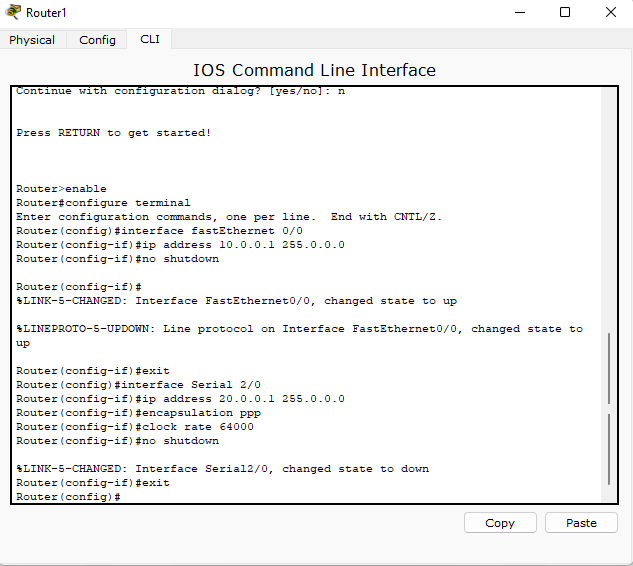 Router1
Physical Config CLI
IOS Command Line Interface
Continue with configuration dialog? [yes/no]: n
Press RETURN to get started!
Router>enable
Router#configure terminal
Enter configuration commands, one per line.  End with CNTL/Z.
Router(config)#interface fastEthernet 0/0
Router(config-if)#ip address 10.0.0.1 255.0.0.0
Router(config-if)#no shutdown
Router(config-if)#
%LINK-5-CHANGED: Interface FastEthernet0/0, changed state to up
%LINEPROTO-5-UPDOWN: Line protocol on Interface FastEthernet0/0, changed state to
up
Router(config-if)#exit
Router(config)#interface Serial 2/0
Router(config-if)#ip address 20.0.0.1 255.0.0.0
Router(config-if)#encapsulation ppp
Router(config-if)#clock rate 64000
Router(config-if)#no shutdown
%LINK-5-CHANGED: Interface Serial2/0, changed state to down
Router(config-if)#exit
Router(config)#
Copy Paste